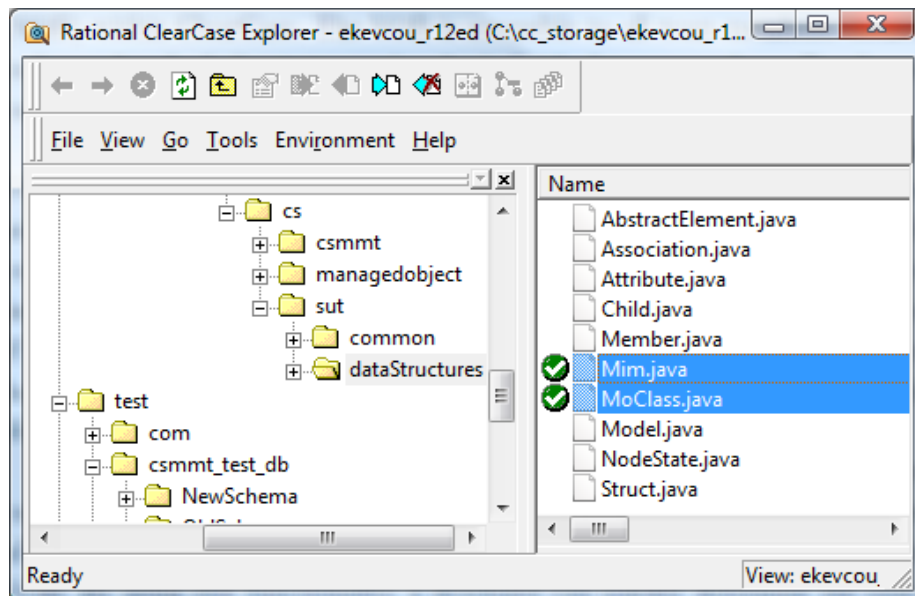 Rational ClearCase Explorer - ekevcou_r12ed (C:\cc_storage\ekevcou_r1...
File View Go Tools Environment Help
Name
cs
csmmt
managedobject
sut
common
dataStructures
test
com
csmmt_test_db
NewSchema
AbstractElement.java
Association.java
Attribute.java
Child.java
Member.java
Mim.java
MoClass.java
Model.java
NodeState.java
Struct.java
Ready
View: ekevcou_